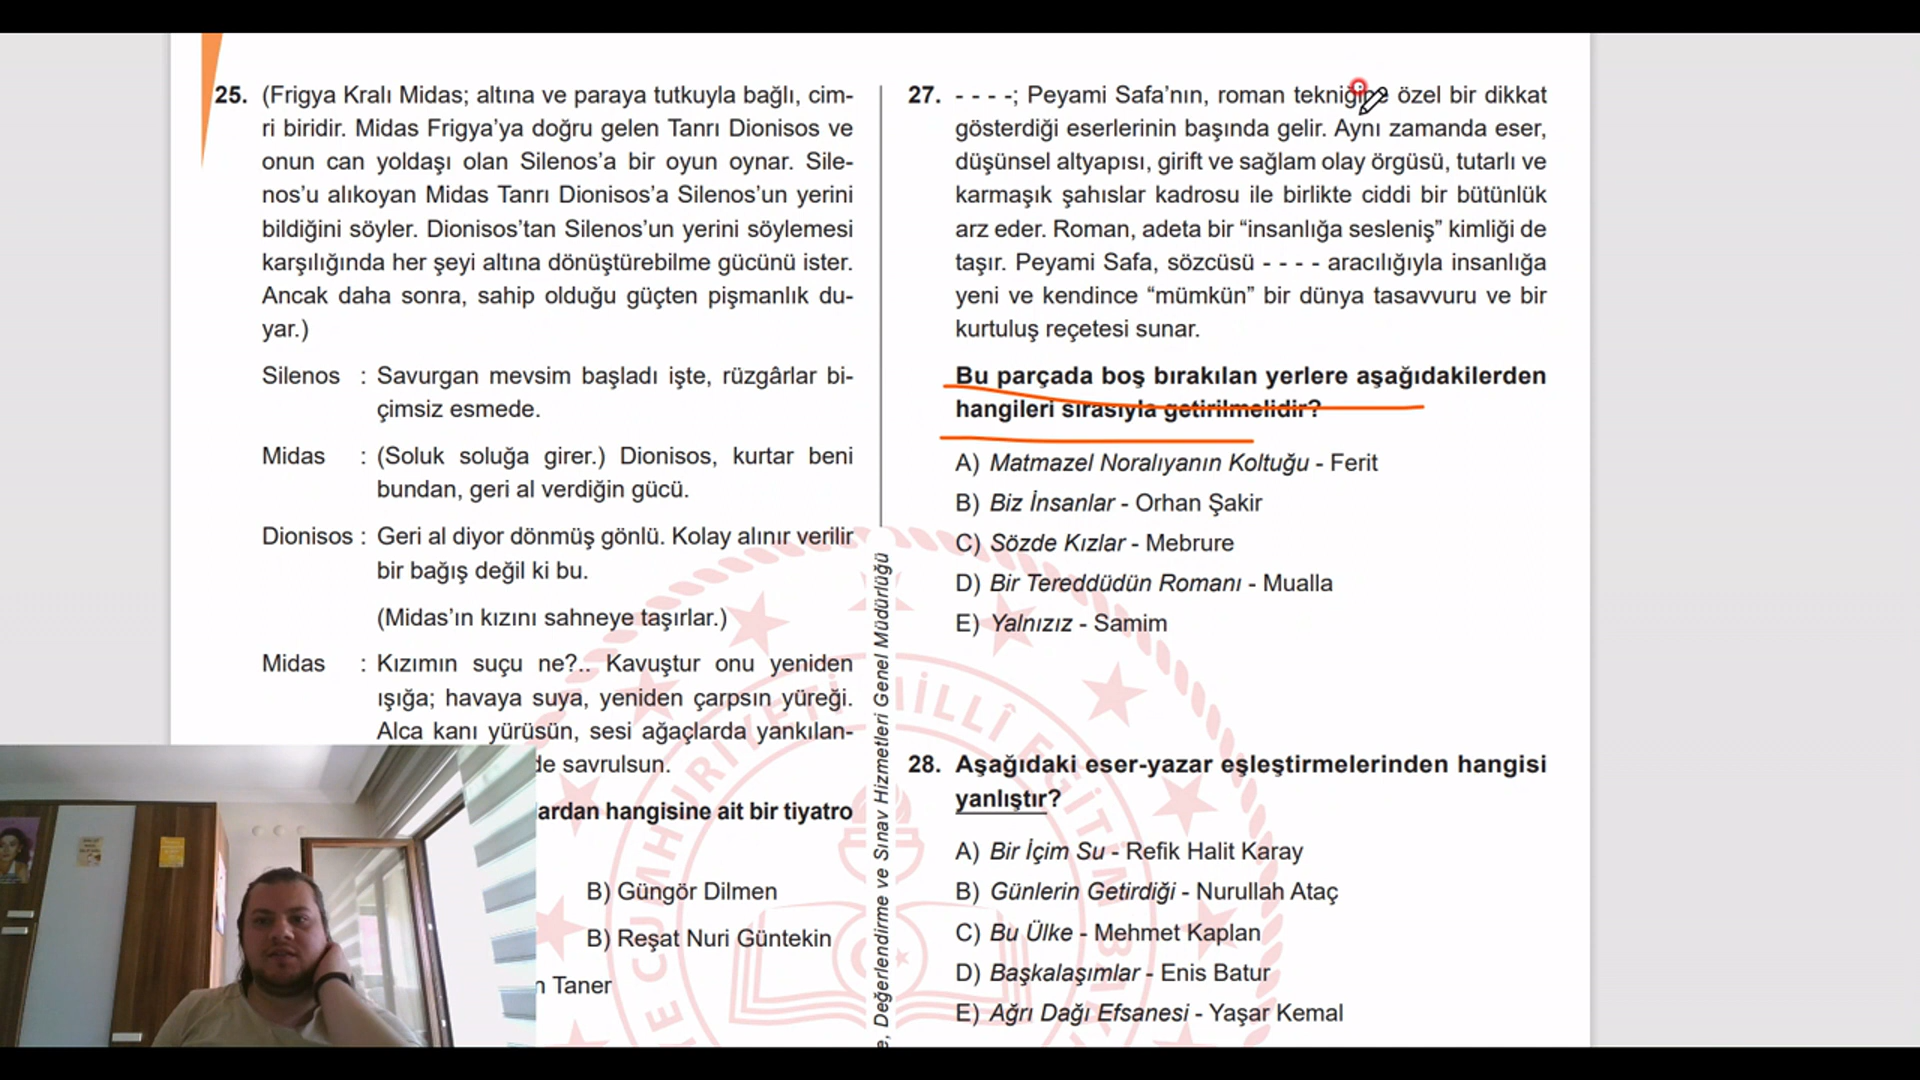 25. (Frigya Kralı Midas; altına ve paraya tutkuyla bağlı, cim-
ri biridir. Midas Frigya’ya doğru gelen Tanrı Dionisos ve
onun can yoldaşı olan Silenos’a bir oyun oynar. Sile-
nos’u alıkoyan Midas Tanrı Dionisos’a Silenos’un yerini
bildiğini söyler. Dionisos’tan Silenos’un yerini söylemesi
karşılığında her şeyi altına dönüştürebilme gücünü ister.
Ancak daha sonra, sahip olduğu güçten pişmanlık du-
yar.)
Silenos : Savurgan mevsim başladı işte, rüzgârlar bi-
çimsiz esmede.
Midas : (Soluk soluğa girer.) Dionisos, kurtar beni
bundan, geri al verdiğin gücü.
Dionisos : Geri al diyor dönmüş gönlü. Kolay alınır verilir
bir bağış değil ki bu.
(Midas’ın kızını sahneye taşırlar.)
Midas : Kızımın suçu ne?.. Kavuştur onu yeniden
ışığa; havaya suya, yeniden çarpsın yüreği.
Alca kanı yürüsün, sesi ağaçlarda yankılan-
de savrulsun.
ardan hangisine ait bir tiyatro
B) Güngör Dilmen
B) Reşat Nuri Güntekin
n Taner
e, Değerlendirme ve Sınav Hizmetleri Genel Müdürlüğü
27. - - - -; Peyami Safa’nın, roman tekniğine özel bir dikkat
gösterdiği eserlerinin başında gelir. Aynı zamanda eser,
düşünsel altyapısı, girift ve sağlam olay örgüsü, tutarlı ve
karmaşık şahıslar kadrosu ile birlikte ciddi bir bütünlük
arz eder. Roman, adeta bir “insanlığa sesleniş” kimliği de
taşır. Peyami Safa, sözcüsü - - - - aracılığıyla insanlığa
yeni ve kendince “mümkün” bir dünya tasavvuru ve bir
kurtuluş reçetesi sunar.
Bu parçada boş bırakılan yerlere aşağıdakilerden
hangileri sırasıyla getirilmelidir?
A) Matmazel Noralıyanın Koltuğu - Ferit
B) Biz İnsanlar - Orhan Şakir
C) Sözde Kızlar - Mebrure
D) Bir Tereddüdün Romanı - Mualla
E) Yalnızız - Samim
28. Aşağıdaki eser-yazar eşleştirmelerinden hangisi
yanlıştır?
A) Bir İçim Su - Refik Halit Karay
B) Günlerin Getirdiği - Nurullah Ataç
C) Bu Ülke - Mehmet Kaplan
D) Başkalaşımlar - Enis Batur
E) Ağrı Dağı Efsanesi - Yaşar Kemal